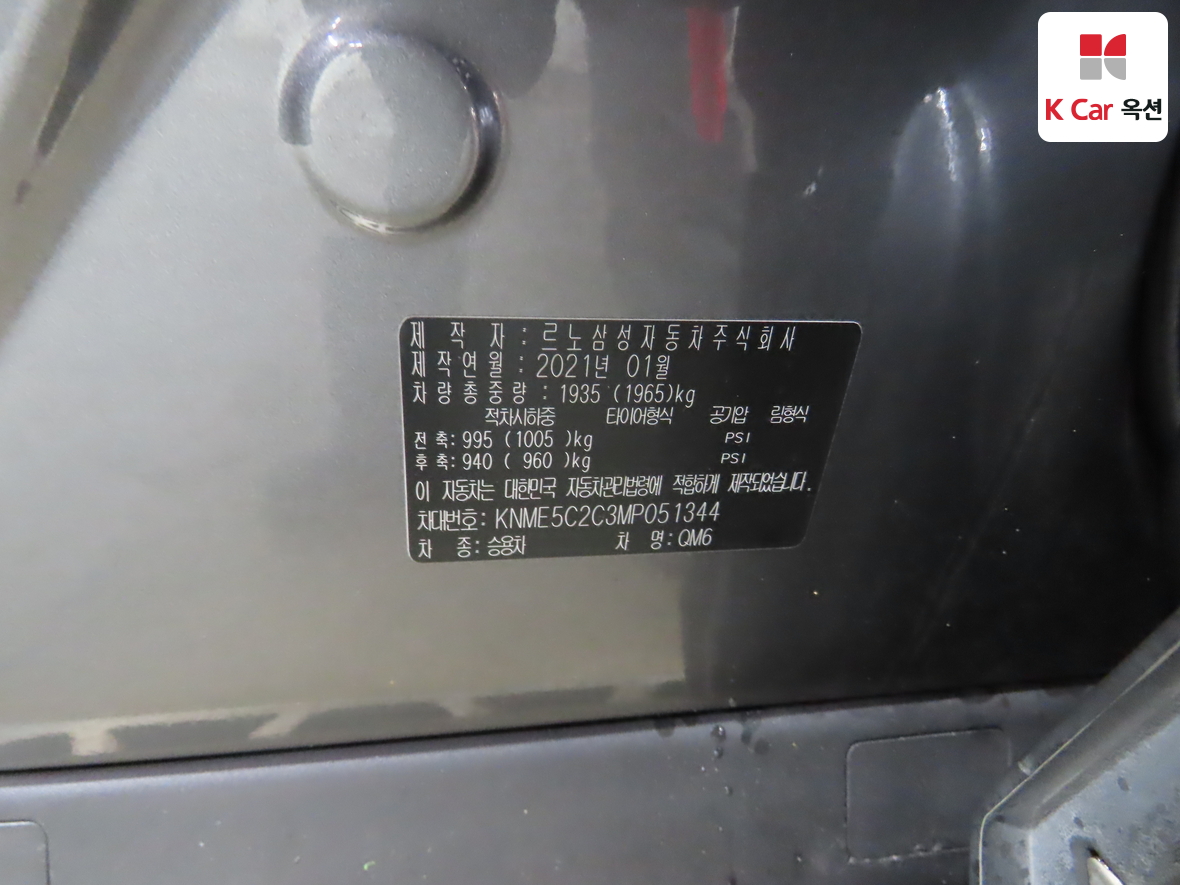 K Car 옥션
제 작 자 : 르노삼성자동차주식회사
제작연월 : 2021년 01월
차량총중량 : 1935 (1965)kg
적차시하중 타이어형식 공기압 림형식
전 축: 995 (1005 )kg PSI
후 축: 940 ( 960 )kg PSI
이 자동차는 대한민국 자동차관리법령에 적합하게 제작되었습니다.
차대번호: KNME5C2C3MP051344
차 종: 승용차 차 명: QM6